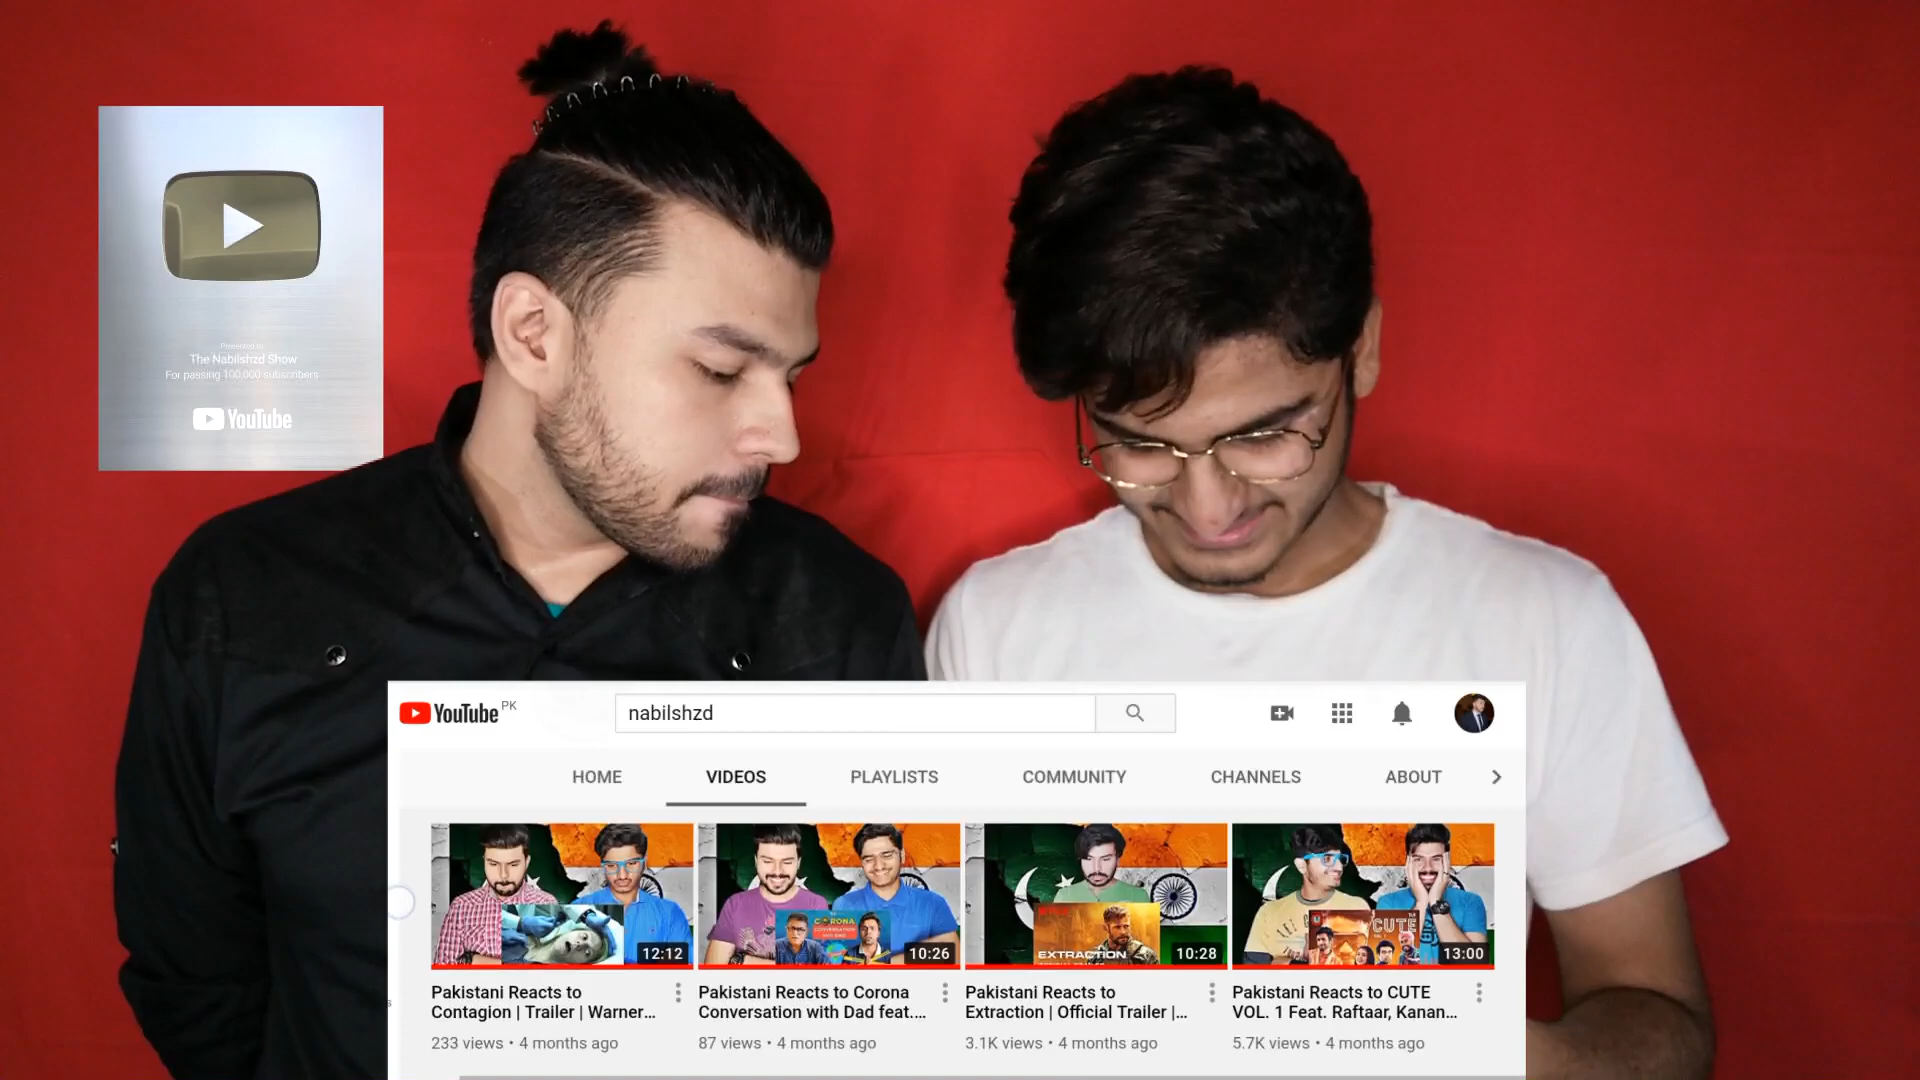 Presented to
The Nabilshzd Show
For passing 100,000 subscribers
YouTube
YouTube PK
nabilshzd
HOME VIDEOS PLAYLISTS COMMUNITY CHANNELS ABOUT
12:12
CORONA
CONVERSATION
10:26
EXTRACTION
10:28
CUTE
13:00
Pakistani Reacts to
Contagion | Trailer | Warner...
233 views • 4 months ago
Pakistani Reacts to Corona
Conversation with Dad feat....
87 views • 4 months ago
Pakistani Reacts to
Extraction | Official Trailer |...
3.1K views • 4 months ago
Pakistani Reacts to CUTE
VOL. 1 Feat. Raftaar, Kanan...
5.7K views • 4 months ago